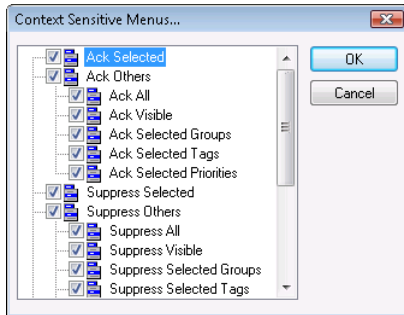 Context Sensitive Menus...
Ack Selected
Ack Others
Ack All
Ack Visible
Ack Selected Groups
Ack Selected Tags
Ack Selected Priorities
Suppress Selected
Suppress Others
Suppress All
Suppress Visible
Suppress Selected Groups
Suppress Selected Tags
OK
Cancel